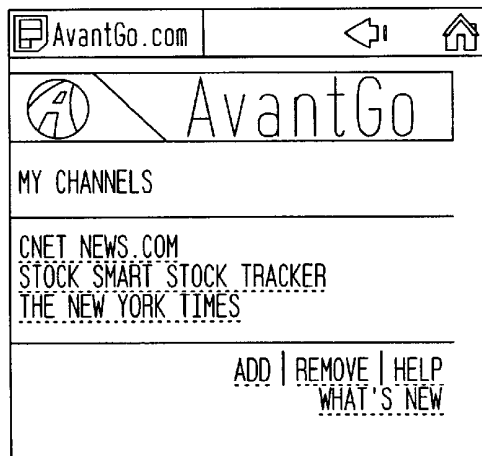 AvantGo.com
AvantGo
MY CHANNELS
CNET NEWS.COM
STOCK SMART STOCK TRACKER
THE NEW YORK TIMES
ADD | REMOVE | HELP
WHAT'S NEW